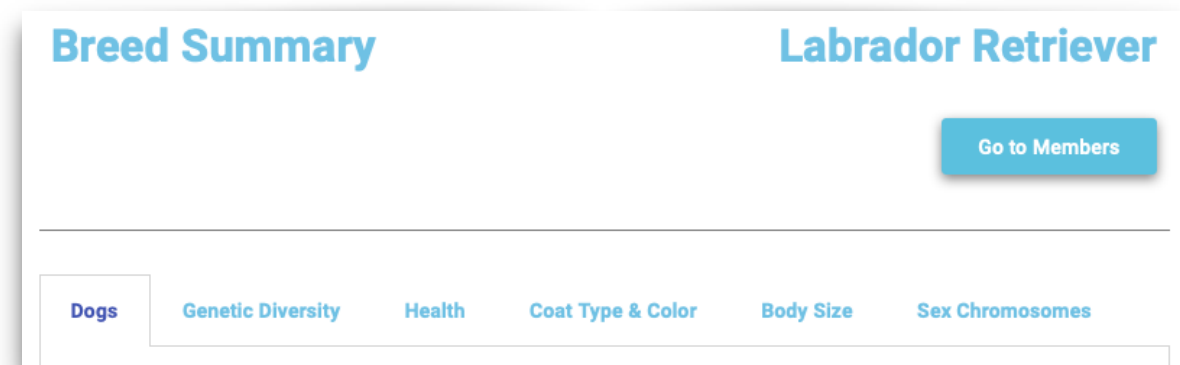 Breed Summary Labrador Retriever
Go to Members
Dogs Genetic Diversity Health Coat Type & Color Body Size Sex Chromosomes